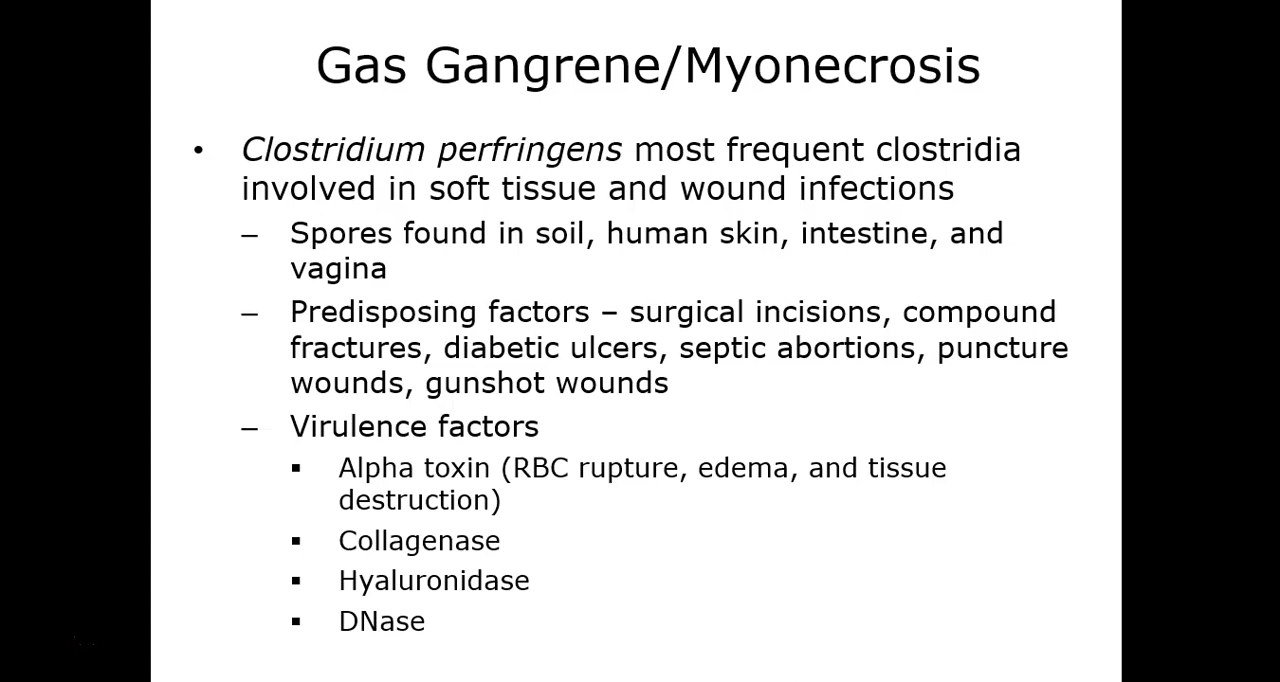 Gas Gangrene/Myonecrosis
• Clostridium perfringens most frequent clostridia
involved in soft tissue and wound infections
– Spores found in soil, human skin, intestine, and
vagina
– Predisposing factors – surgical incisions, compound
fractures, diabetic ulcers, septic abortions, puncture
wounds, gunshot wounds
– Virulence factors
▪ Alpha toxin (RBC rupture, edema, and tissue
destruction)
▪ Collagenase
▪ Hyaluronidase
▪ DNase